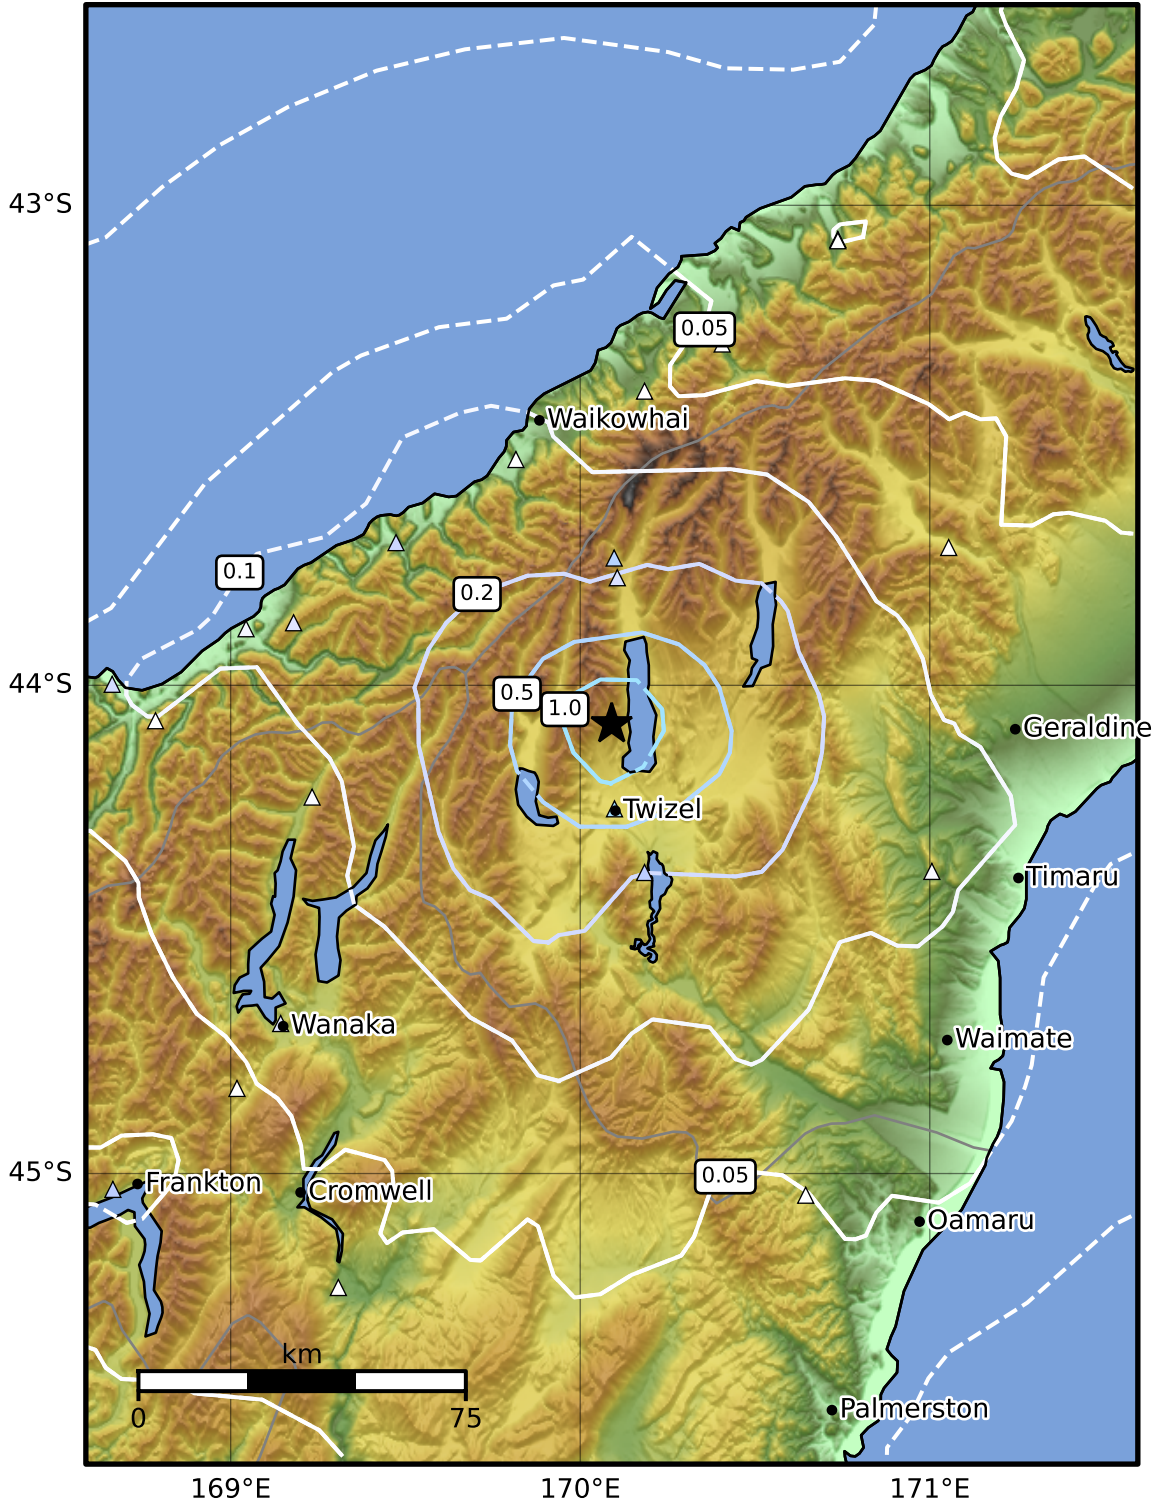 43°S
0.05
Waikowhai
0.1
0.2
44°S
0.5
1.0
Geraldine
Twizel
Timaru
Wanaka
Waimate
45°S
0.05
Frankton
Cromwell
Oamaru
km
0
75
Palmerston
169°E
170°E
171°E